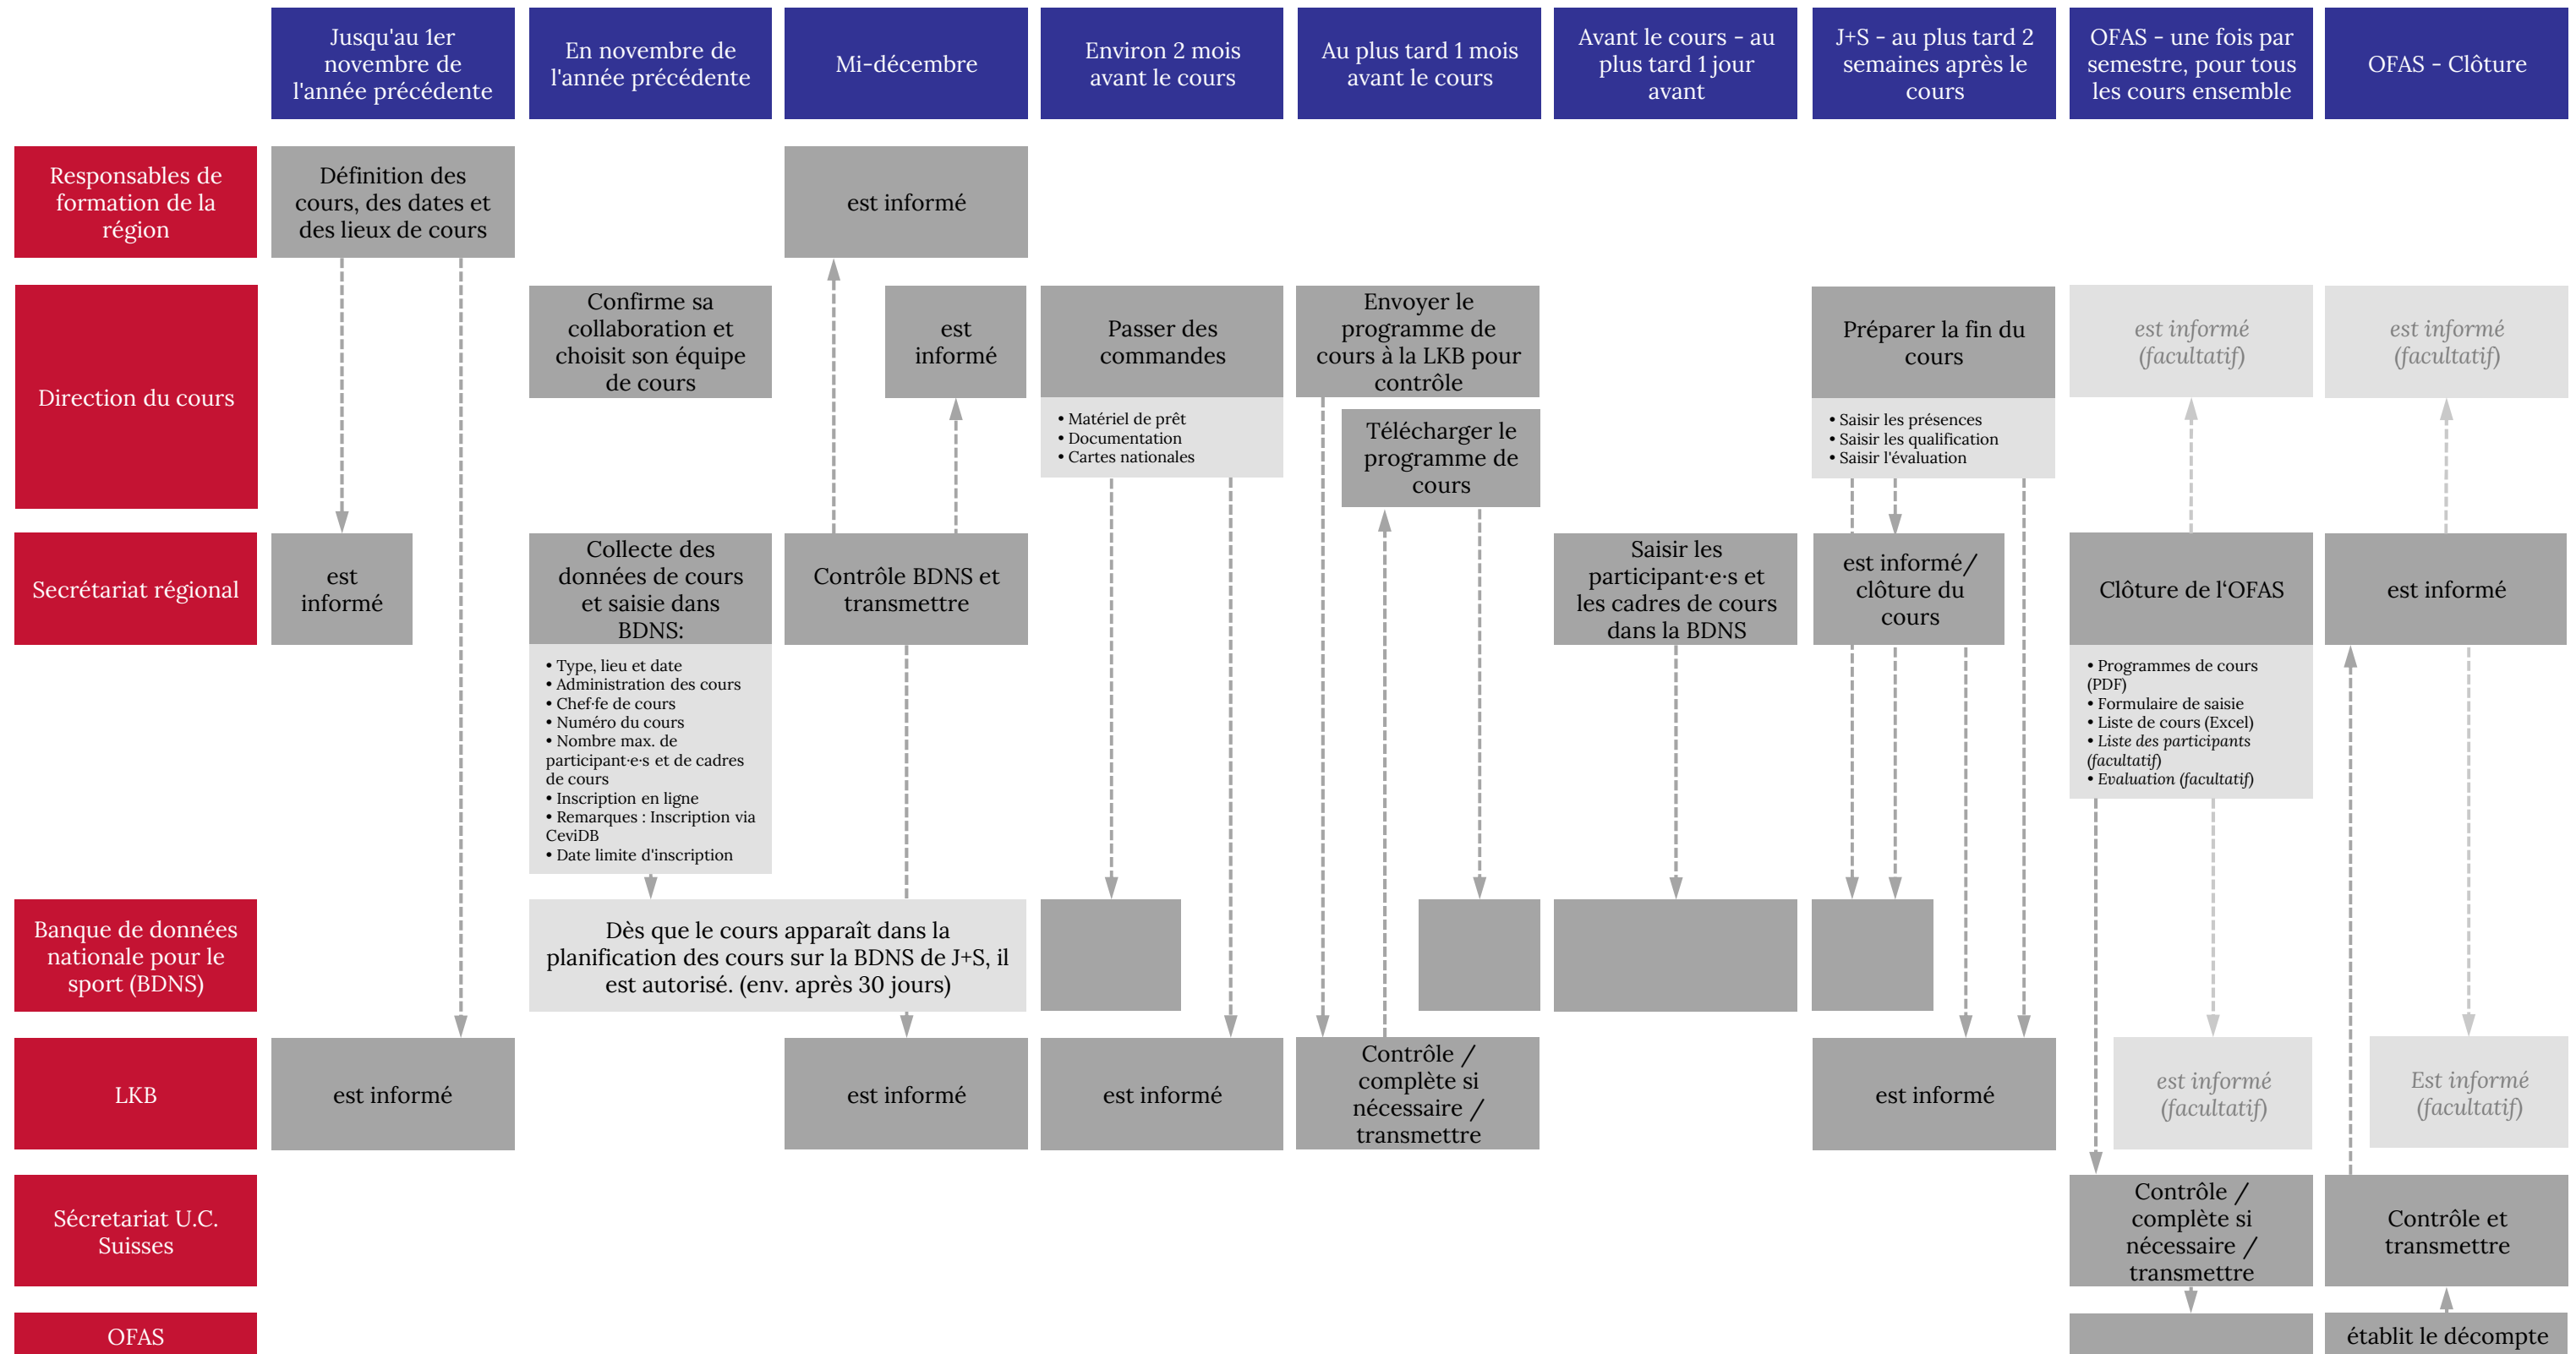 Jusqu'au 1er
novembre de
l'année précédente
En novembre de
l'année précédente
Mi-décembre
Environ 2 mois
avant le cours
Au plus tard 1 mois
avant le cours
Avant le cours - au
plus tard 1 jour
avant
J+S - au plus tard 2
semaines après le
cours
OFAS - une fois par
semestre, pour tous
les cours ensemble
OFAS - Clôture
Responsables de
formation de la
région
Définition des
cours, des dates et
des lieux de cours
est informé
Direction du cours
Confirme sa
collaboration et
choisit son équipe
de cours
est
informé
Passer des
commandes
• Matériel de prêt
• Documentation
• Cartes nationales
Envoyer le
programme de
cours à la LKB pour
contrôle
Télécharger le
programme de
cours
Préparer la fin du
cours
• Saisir les présences
• Saisir les qualification
• Saisir l'évaluation
est informé
(facultatif)
est informé
(facultatif)
Secrétariat régional
est
informé
Collecte des
données de cours
et saisie dans
BDNS:
• Type, lieu et date
• Administration des cours
• Chef·fe de cours
• Numéro du cours
• Nombre max. de
participant·e·s et de cadres
de cours
• Inscription en ligne
• Remarques : Inscription via
CeviDB
• Date limite d'inscription
Contrôle BDNS et
transmettre
Saisir les
participant·e·s et
les cadres de cours
dans la BDNS
est informé/
clôture du
cours
Clôture de l‘OFAS
• Programmes de cours
(PDF)
• Formulaire de saisie
• Liste de cours (Excel)
• Liste des participants
(facultatif)
• Evaluation (facultatif)
est informé
Banque de données
nationale pour le
sport (BDNS)
Dès que le cours apparaît dans la
planification des cours sur la BDNS de J+S, il
est autorisé. (env. après 30 jours)
LKB
est informé
est informé
est informé
Contrôle /
complète si
nécessaire /
transmettre
est informé
est informé
(facultatif)
Est informé
(facultatif)
Sécretariat U.C.
Suisses
Contrôle /
complète si
nécessaire /
transmettre
Contrôle et
transmettre
OFAS
établit le décompte